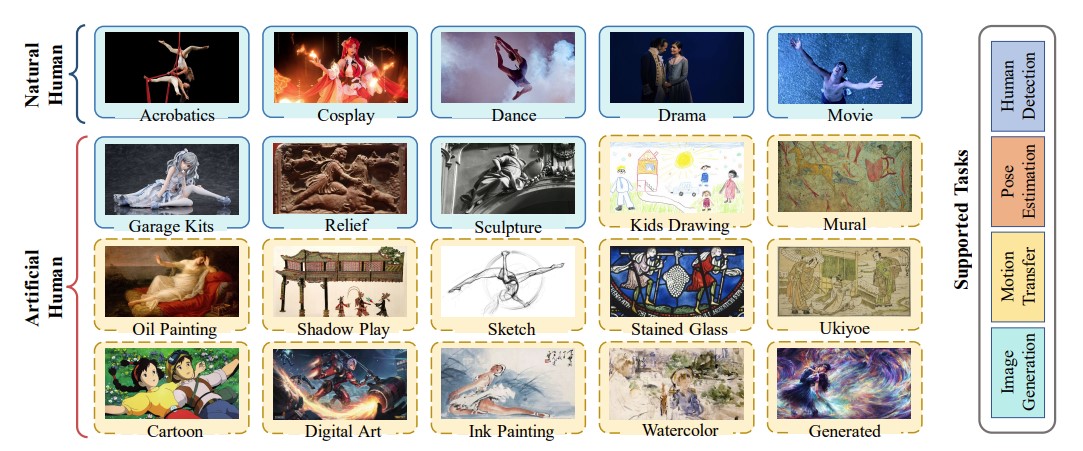 Natural
Human
Acrobatics
Cosplay
Dance
Drama
Movie
Artificial
Human
Garage Kits
Relief
Sculpture
Kids Drawing
Mural
Oil Painting
Shadow Play
Sketch
Stained Glass
Ukiyoe
Cartoon
Digital Art
Ink Painting
Watercolor
Generated
Supported Tasks
Human
Detection
Pose
Estimation
Motion
Transfer
Image
Generation